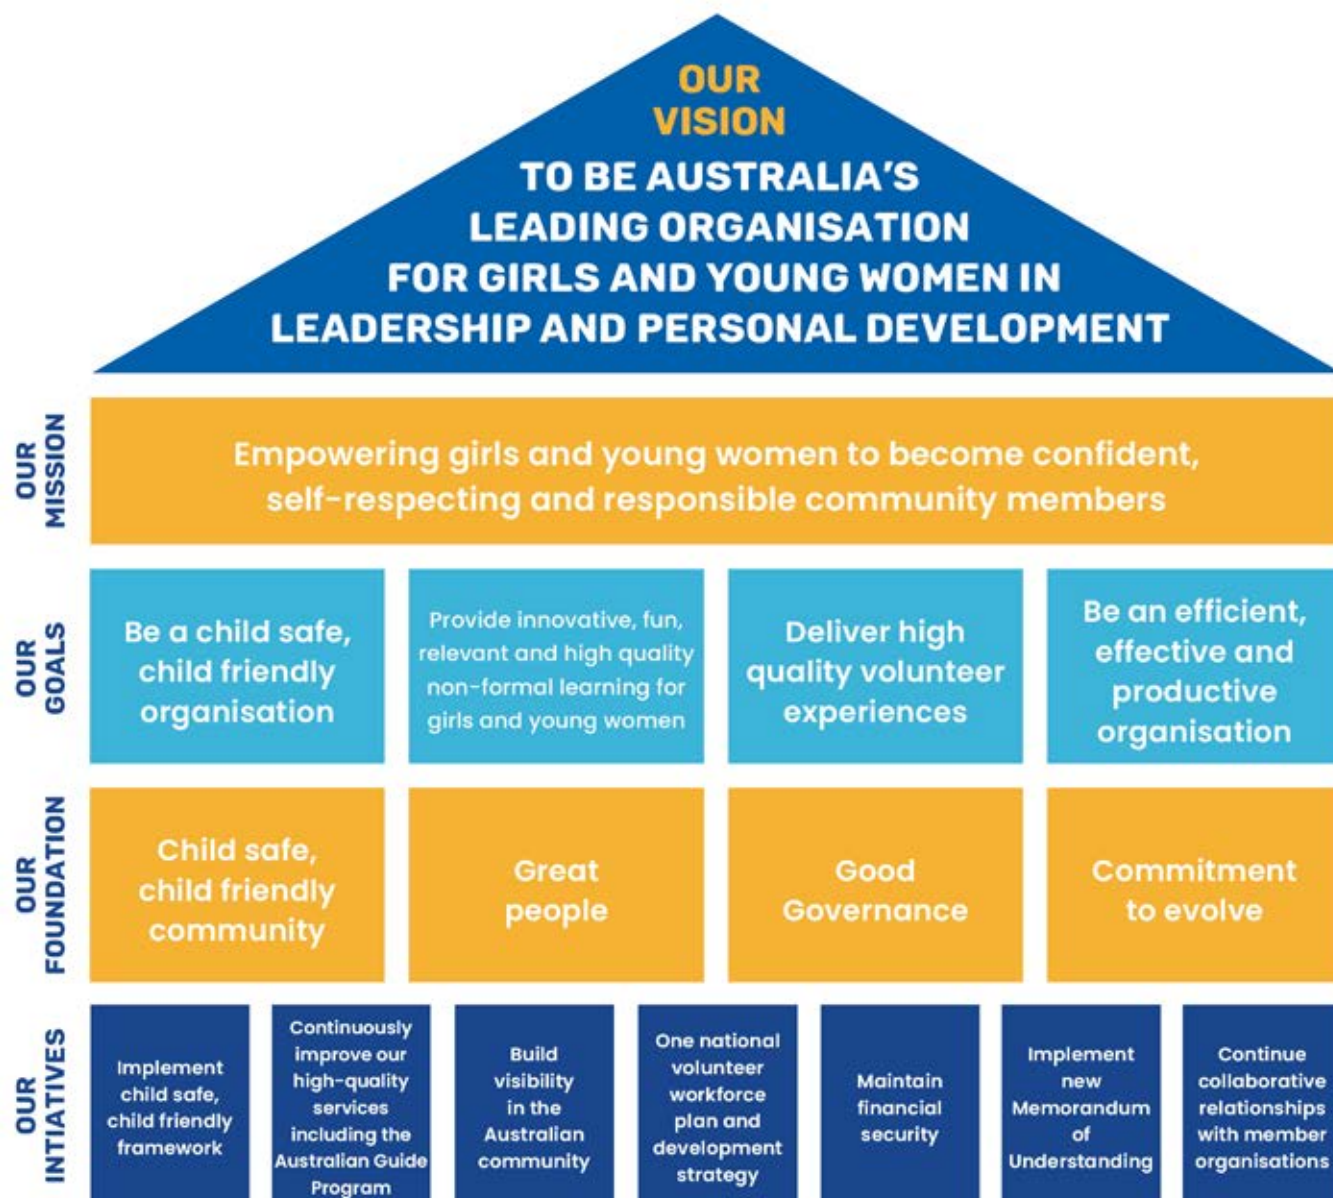 OUR
VISION
TO BE AUSTRALIA'S
LEADING ORGANISATION
FOR GIRLS AND YOUNG WOMEN IN
LEADERSHIP AND PERSONAL DEVELOPMENT
OUR
MISSION
Empowering girls and young women to become confident,
self-respecting and responsible community members
OUR
GOALS
Be a child safe,
child friendly
organisation
Provide innovative, fun,
relevant and high quality
non-formal learning for
girls and young women
Deliver high
quality volunteer
experiences
Be an efficient,
effective and
productive
organisation
OUR
FOUNDATION
Child safe,
child friendly
community
Great
people
Good
Governance
Commitment
to evolve
OUR
INTIATIVES
Implement
child safe,
child friendly
framework
Continuously
improve our
high-quality
services
including the
Australian Guide
Program
Build
visibility
in the
Australian
community
One national
volunteer
workforce
plan and
development
strategy
Maintain
financial
security
Implement
new
Memorandum
of
Understanding
Continue
collaborative
relationships
with member
organisations